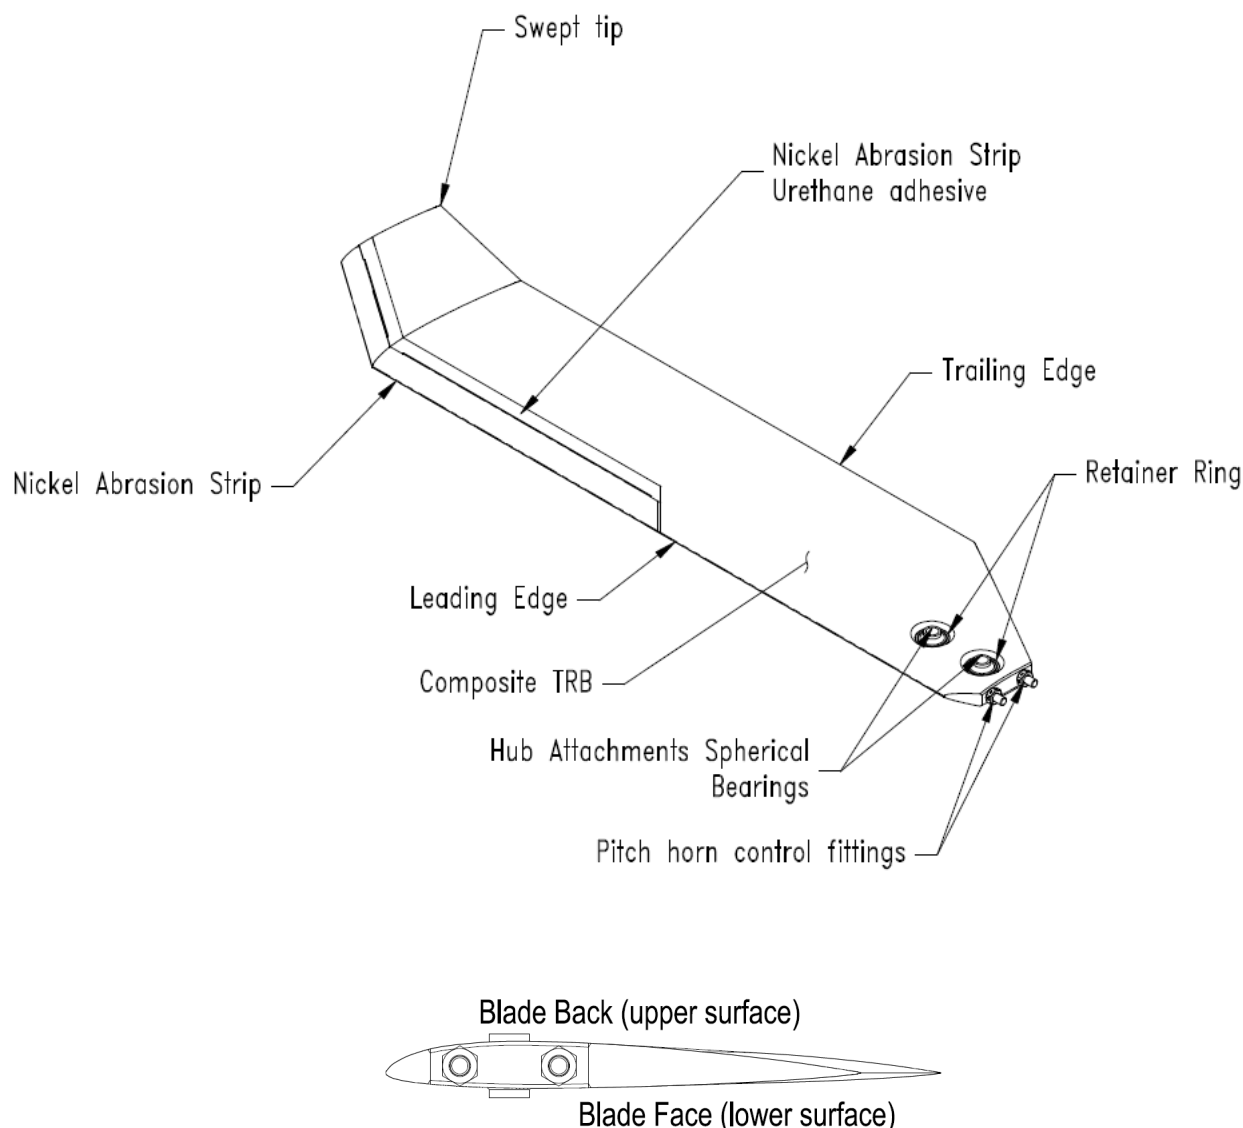 Swept tip
Nickel Abrasion Strip
Urethane adhesive
Trailing Edge
Retainer Ring
Nickel Abrasion Strip
Leading Edge
Composite TRB
Hub Attachments Spherical
Bearings
Pitch horn control fittings
Blade Back (upper surface)
Blade Face (lower surface)